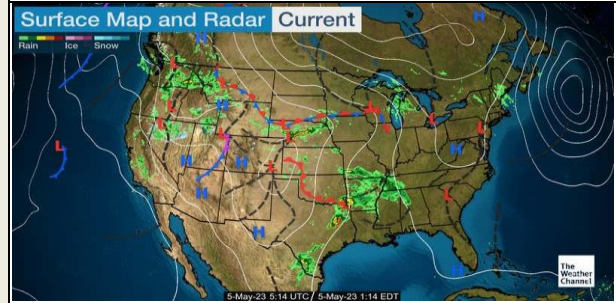 Surface Map and Radar Current
Rain Ice Snow
H
H
L
L
H
L
L
L
L
L
L
L
L
H
H
H
H
L
L
H
H
The
Weather
Channel
5-May-23 5:14 UTC / 5-May-23 1:14 EDT